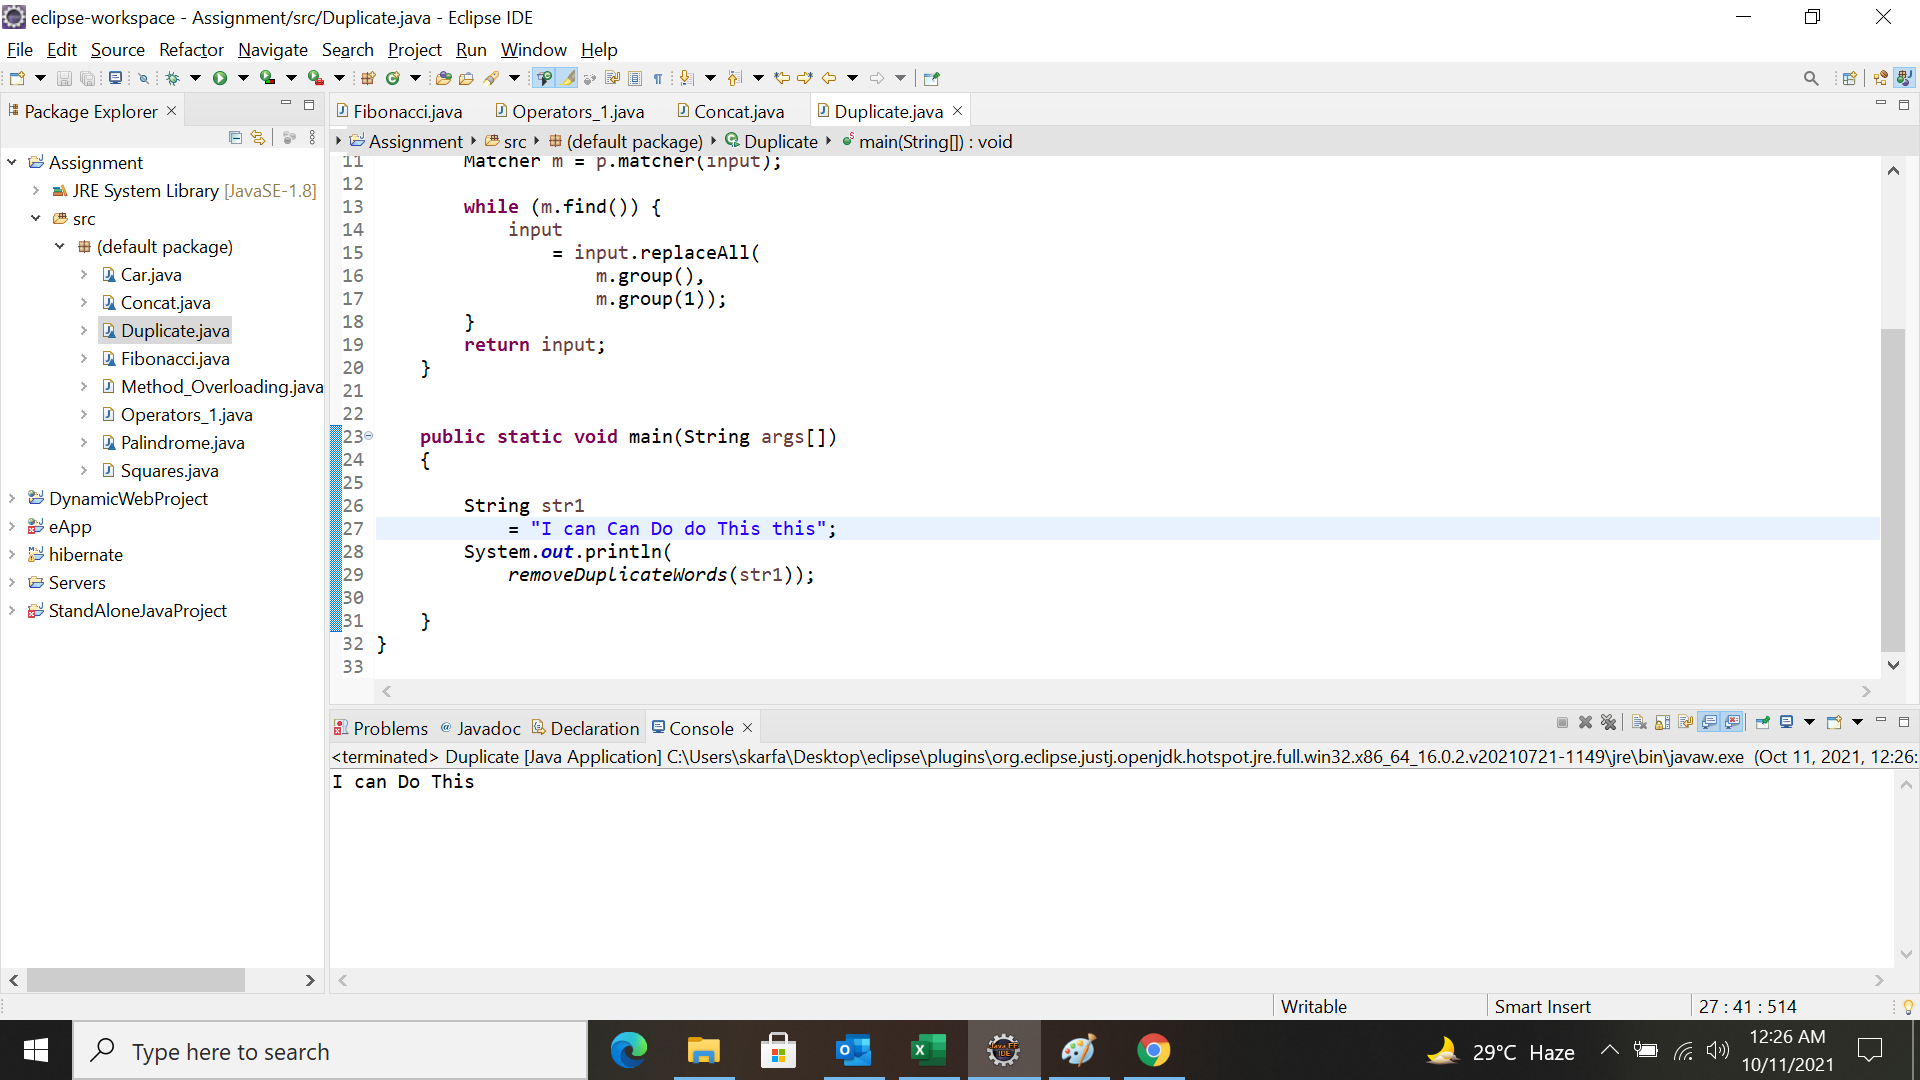 eclipse-workspace - Assignment/src/Duplicate.java - Eclipse IDE
File Edit Source Refactor Navigate Search Project Run Window Help
Package Explorer
Fibonacci.java Operators_1.java Concat.java Duplicate.java
Assignment src (default package) Duplicate main(String[]) : void
Assignment
JRE System Library [JavaSE-1.8]
src
(default package)
Car.java
Concat.java
Duplicate.java
Fibonacci.java
Method_Overloading.java
Operators_1.java
Palindrome.java
Squares.java
DynamicWebProject
eApp
hibernate
Servers
StandAloneJavaProject
11 Matcher m = p.matcher(input);
12
13 while (m.find()) {
14 input
15 = input.replaceAll(
16 m.group(),
17 m.group(1));
18 }
19 return input;
20 }
21
22
23 public static void main(String args[])
24 {
25
26 String str1
27 = "I can Can Do do This this";
28 System.out.println(
29 removeDuplicateWords(str1));
30
31 }
32 }
33
Problems @ Javadoc Declaration Console
<terminated> Duplicate [Java Application] C:\Users\skarfa\Desktop\eclipse\plugins\org.eclipse.justj.openjdk.hotspot.jre.full.win32.x86_64_16.0.2.v20210721-1149\jre\bin\javaw.exe (Oct 11, 2021, 12:26:
I can Do This
Writable Smart Insert 27 : 41 : 514
Type here to search
29°C Haze
12:26 AM
10/11/2021